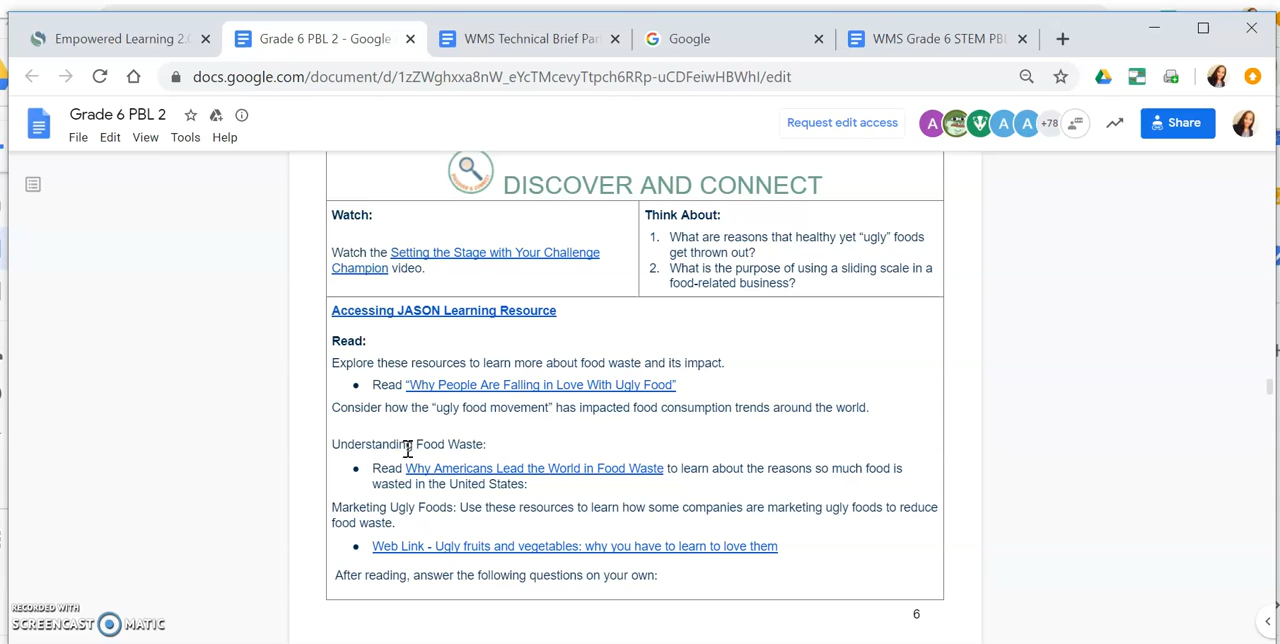 Empowered Learning 2.0
Grade 6 PBL 2 - Google
WMS Technical Brief Par
Google
WMS Grade 6 STEM PBL
docs.google.com/document/d/1zZWghxxa8nW_eYcTMcevyTtpch6RRp-uCDFeiwHBWhI/edit
Grade 6 PBL 2
File Edit View Tools Help
Request edit access
A A A +78
Share
DISCOVER AND CONNECT
DISCOVER & CONNECT
Watch:
Watch the Setting the Stage with Your Challenge
Champion video.
Think About:
1. What are reasons that healthy yet “ugly” foods
get thrown out?
2. What is the purpose of using a sliding scale in a
food-related business?
Accessing JASON Learning Resource
Read:
Explore these resources to learn more about food waste and its impact.
● Read “Why People Are Falling in Love With Ugly Food”
Consider how the “ugly food movement” has impacted food consumption trends around the world.
Understanding Food Waste:
● Read Why Americans Lead the World in Food Waste to learn about the reasons so much food is
wasted in the United States:
Marketing Ugly Foods: Use these resources to learn how some companies are marketing ugly foods to reduce
food waste.
● Web Link - Ugly fruits and vegetables: why you have to learn to love them
After reading, answer the following questions on your own:
6
RECORDED WITH
SCREENCAST MATIC